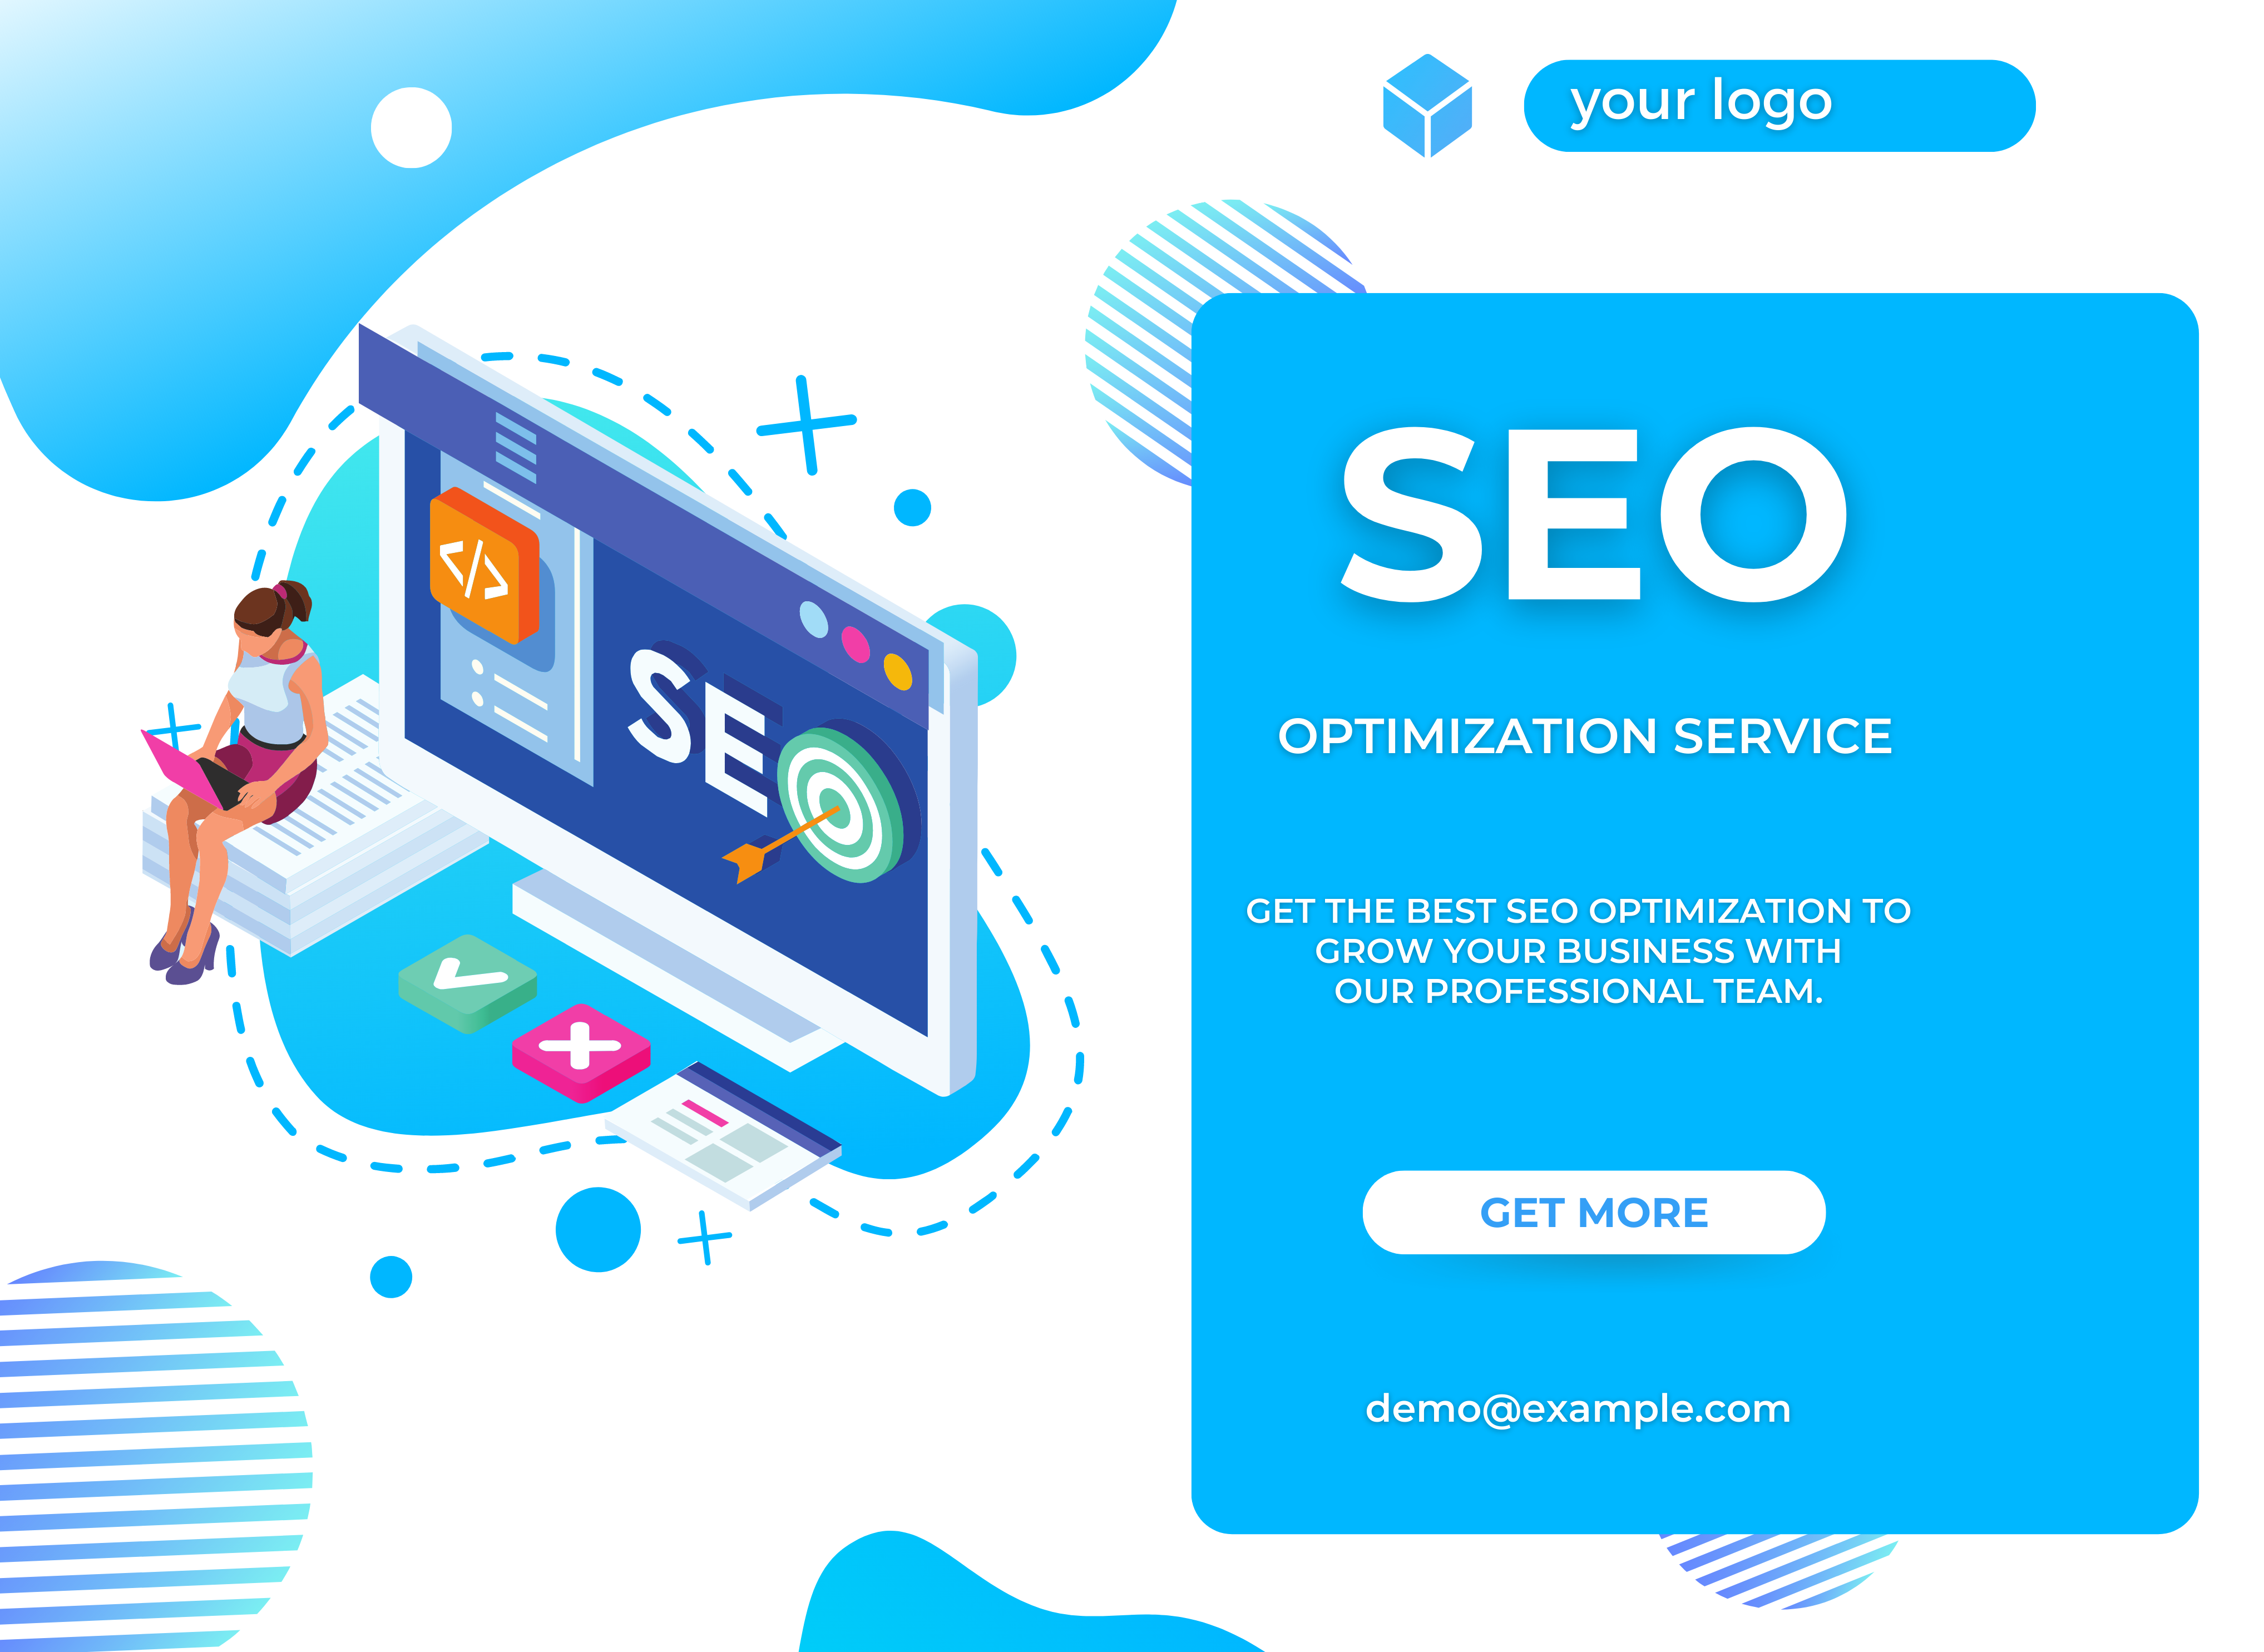 your logo
</>
SE
SEO
OPTIMIZATION SERVICE
GET THE BEST SEO OPTIMIZATION TO
GROW YOUR BUSINESS WITH
OUR PROFESSIONAL TEAM.
GET MORE
demo@example.com